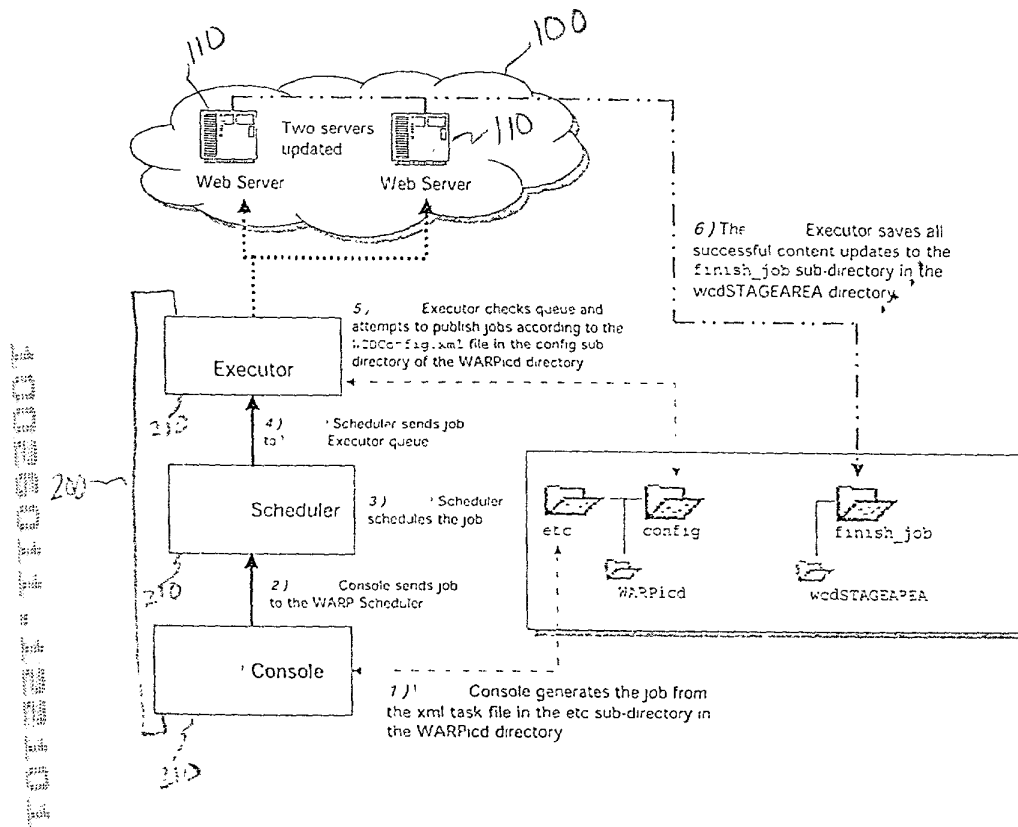 110
100
Two servers
updated
110
Web Server
Web Server
6) The Executor saves all
successful content updates to the
finish_job sub-directory in the
wcdSTAGEAREA directory
5, Executor checks queue and
attempts to publish jobs according to the
file in the config sub
directory of the WARPicd directory
Executor
210
4) Scheduler sends job
to Executor queue
200
Scheduler
3) Scheduler
schedules the job
210
2) Console sends job
to the WARP Scheduler
Console
210
1) Console generates the job from
the xml task file in the etc sub-directory in
the WARPicd directory
etc
config
finish_job
WARPicd
wcdSTAGEAREA